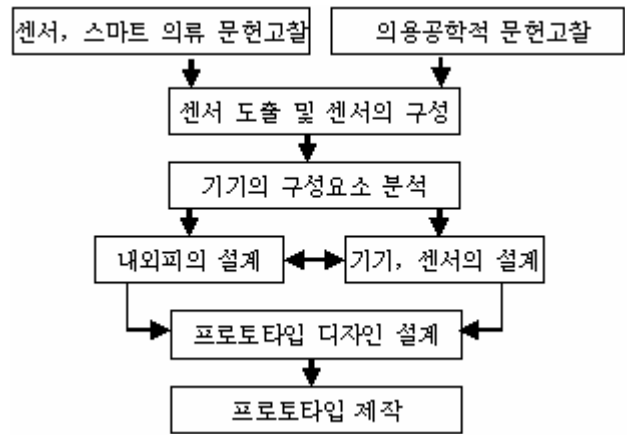 센서, 스마트 의류 문헌고찰
의용공학적 문헌고찰
센서 도출 및 센서의 구성
기기의 구성요소 분석
내외피의 설계
기기, 센서의 설계
프로토타입 디자인 설계
프로토타입 제작